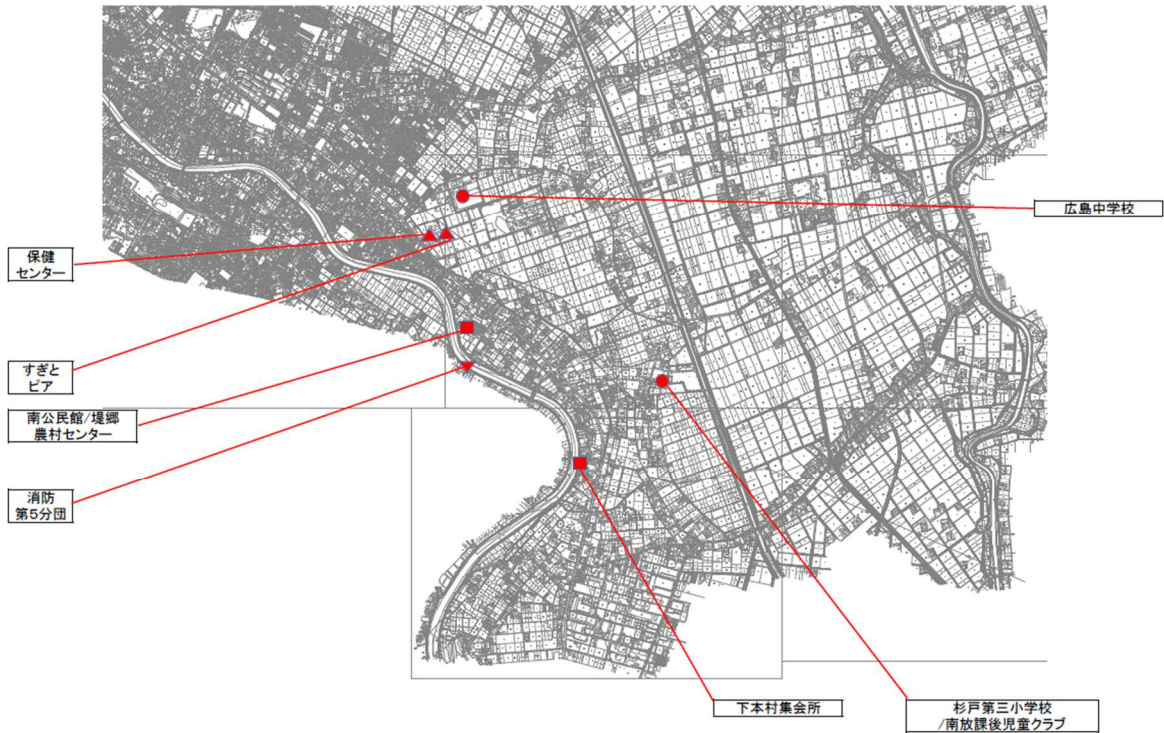 広島中学校
保健
センター
すぎと
ピア
南公民館/堤郷
農村センター
消防
第5分団
下本村集会所
杉戸第三小学校
/南放課後児童クラブ